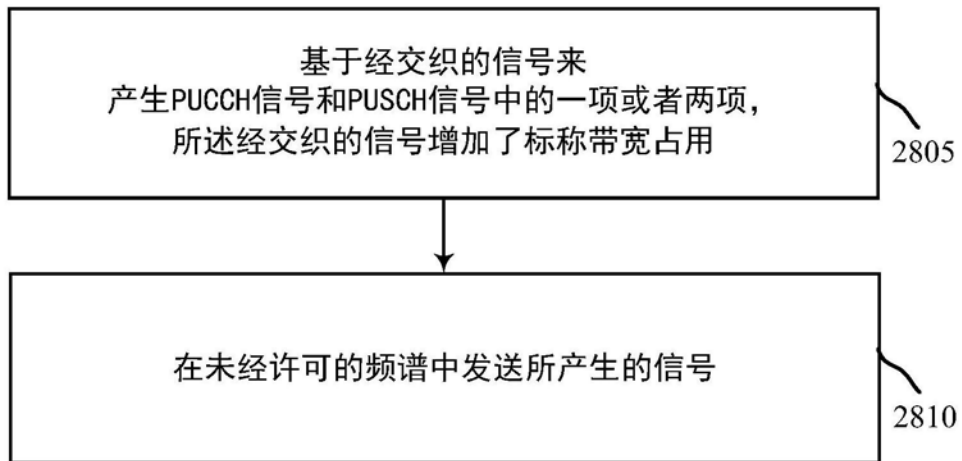 基于经交织的信号来
产生PUCCH信号和PUSCH信号中的一项或者两项，
所述经交织的信号增加了标称带宽占用
2805
在未经许可的频谱中发送所产生的信号
2810